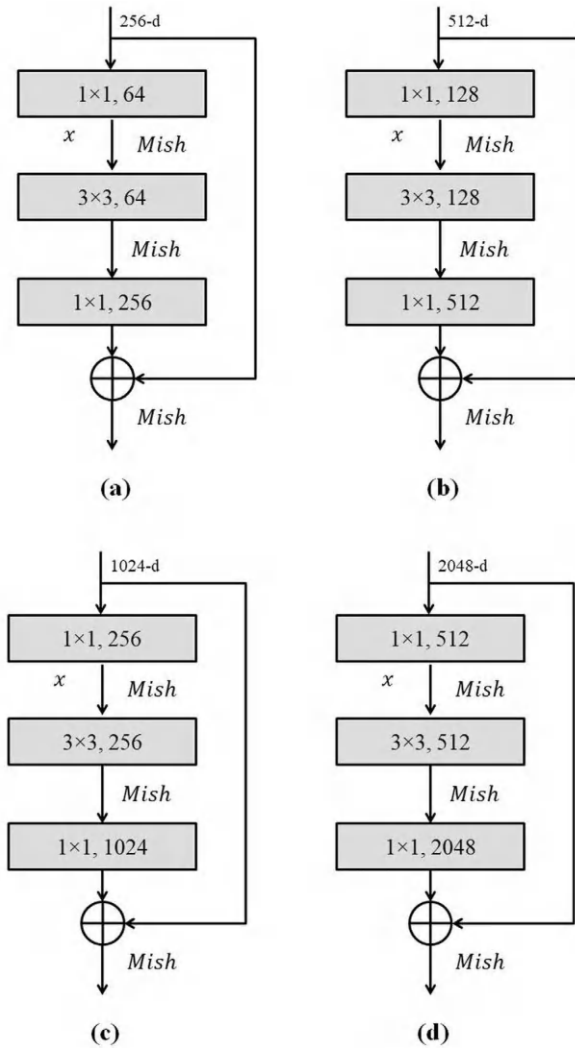 256-d
1×1, 64
x
Mish
3×3, 64
Mish
1×1, 256
Mish
(a)
512-d
1×1, 128
x
Mish
3×3, 128
Mish
1×1, 512
Mish
(b)
1024-d
1×1, 256
x
Mish
3×3, 256
Mish
1×1, 1024
Mish
(c)
2048-d
1×1, 512
x
Mish
3×3, 512
Mish
1×1, 2048
Mish
(d)